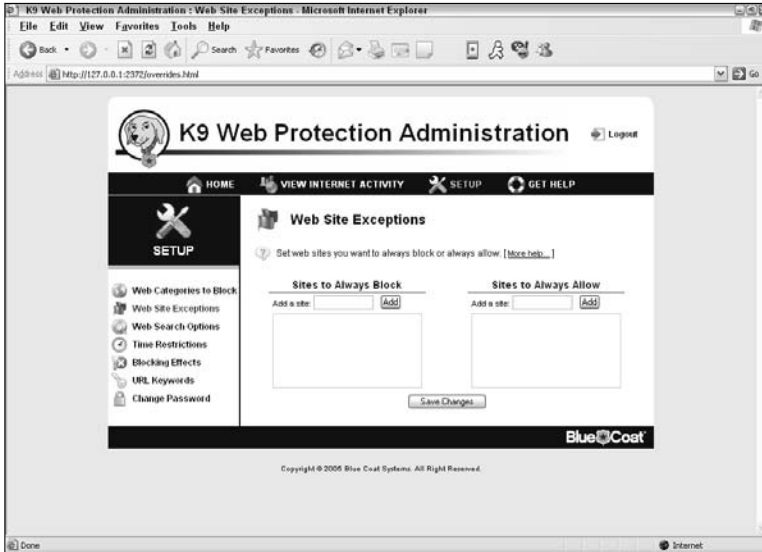 K9 Web Protection Administration : Web Site Exceptions - Microsoft Internet Explorer
File Edit View Favorites Tools Help
Back Search Favorites
Address http://127.0.0.1:2372/overrides.html Go
K9 Web Protection Administration
Logout
HOME VIEW INTERNET ACTIVITY SETUP GET HELP
SETUP
Web Categories to Block
Web Site Exceptions
Web Search Options
Time Restrictions
Blocking Effects
URL Keywords
Change Password
Web Site Exceptions
Set web sites you want to always block or always allow. [More help...]
Sites to Always Block
Add a site: Add
Sites to Always Allow
Add a site: Add
Save Changes
Blue Coat
Copyright © 2006 Blue Coat Systems. All Right Reserved.
Done Internet